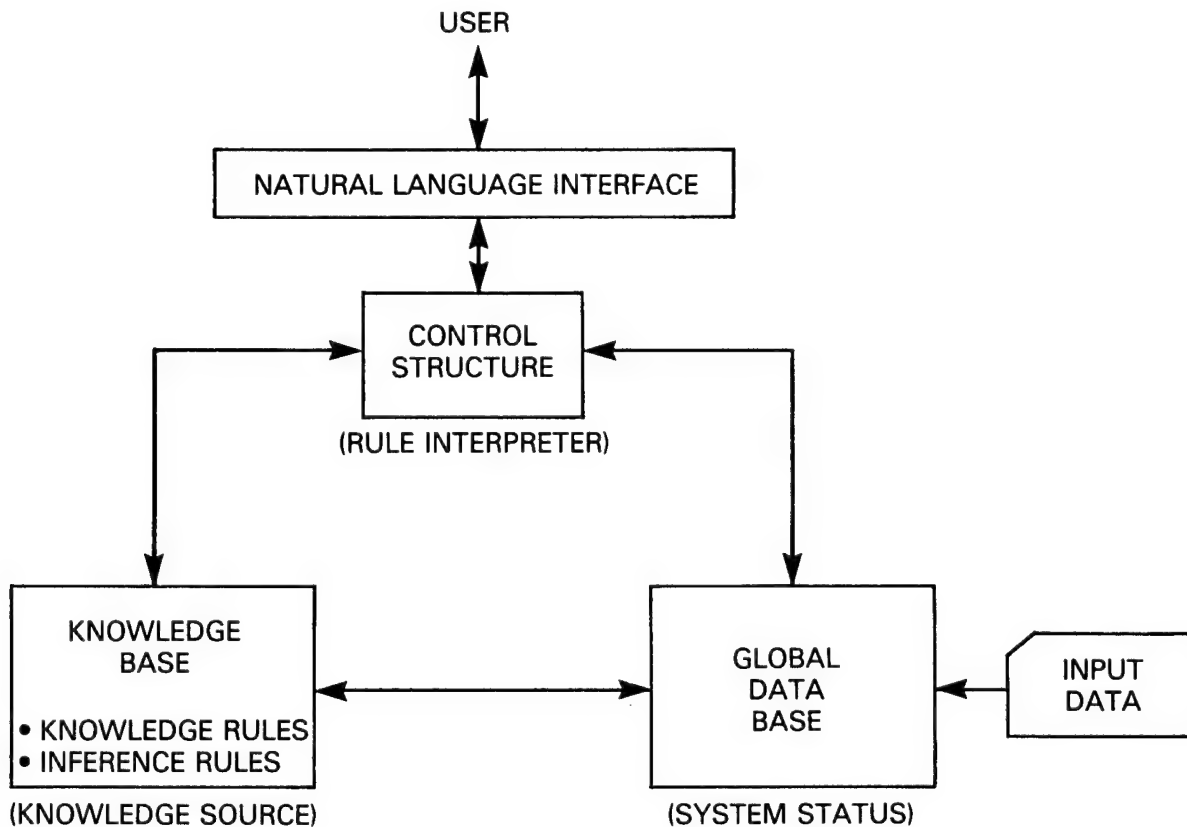 USER
NATURAL LANGUAGE INTERFACE
CONTROL
STRUCTURE
(RULE INTERPRETER)
KNOWLEDGE
BASE
• KNOWLEDGE RULES
• INFERENCE RULES
(KNOWLEDGE SOURCE)
GLOBAL
DATA
BASE
(SYSTEM STATUS)
INPUT
DATA